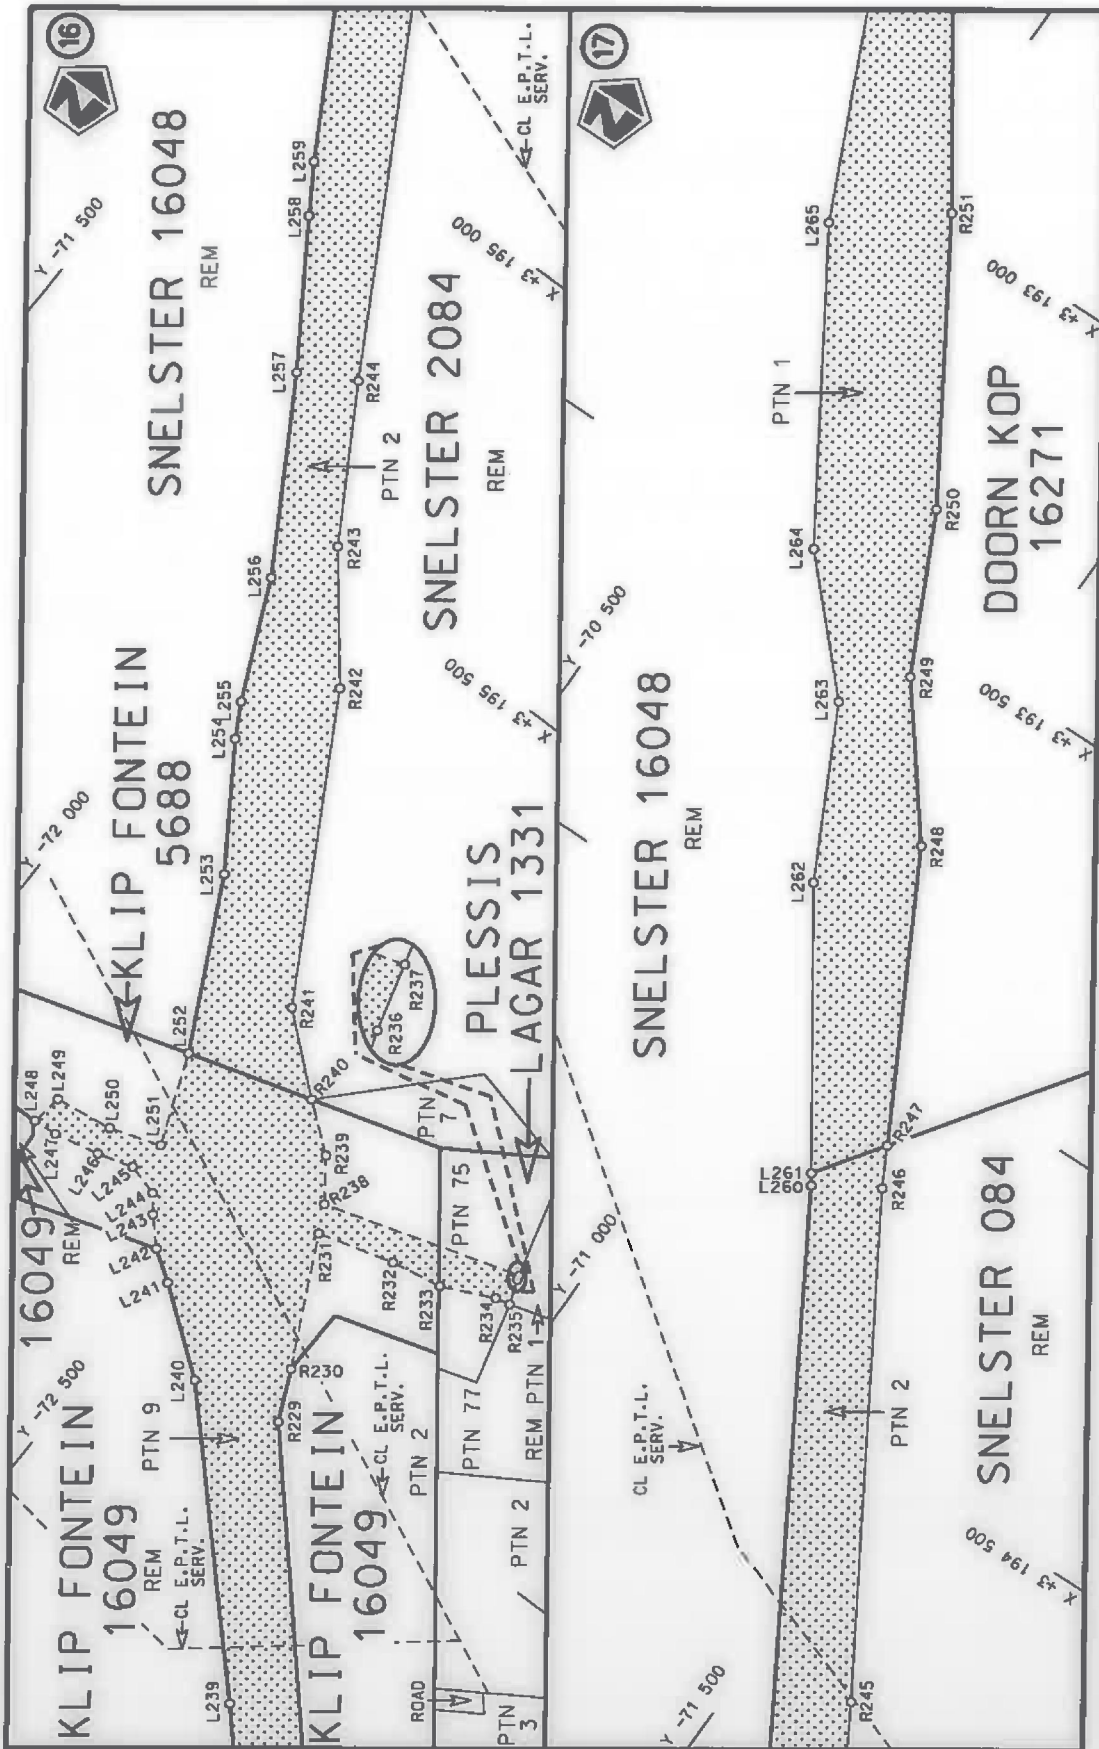 16
Y -71 500
SNELSTER 16048
REM
L259
L258
CL E.P.T.L.
SERV.
X +3 195 000
L257
R244
PTN 2
SNELSTER 2084
REM
L256
R243
KLIP FONTEIN
5688
L255
L254
R242
X +3 195 500
Y -72 000
L253
L252
R241
R236
R237
PLESSIS
LAGAR 1331
L248
L249
L250
L251
L247
L246
L245
L244
L243
L242
L241
R240
PTN
7
R239
R238
PTN 75
16049
REM
R231
R232
R233
R234
R235
Y -71 000
REM PTN 1
L240
R230
R229
Y -72 500
KLIP FONTEIN
16049
REM
PTN 9
CL E.P.T.L.
SERV.
CL E.P.T.L.
SERV.
PTN 2
PTN 77
PTN 2
L239
KLIP FONTEIN
16049
ROAD
PTN
3
17
L265
R251
X +3 193 000
PTN 1
DOORN KOP
16271
L264
R250
Y -70 500
L263
R249
X +3 193 500
SNELSTER 16048
REM
L262
R248
L261
L260
R247
R246
SNELSTER 084
REM
CL E.P.T.L.
SERV.
PTN 2
X +3 194 500
Y -71 500
R245